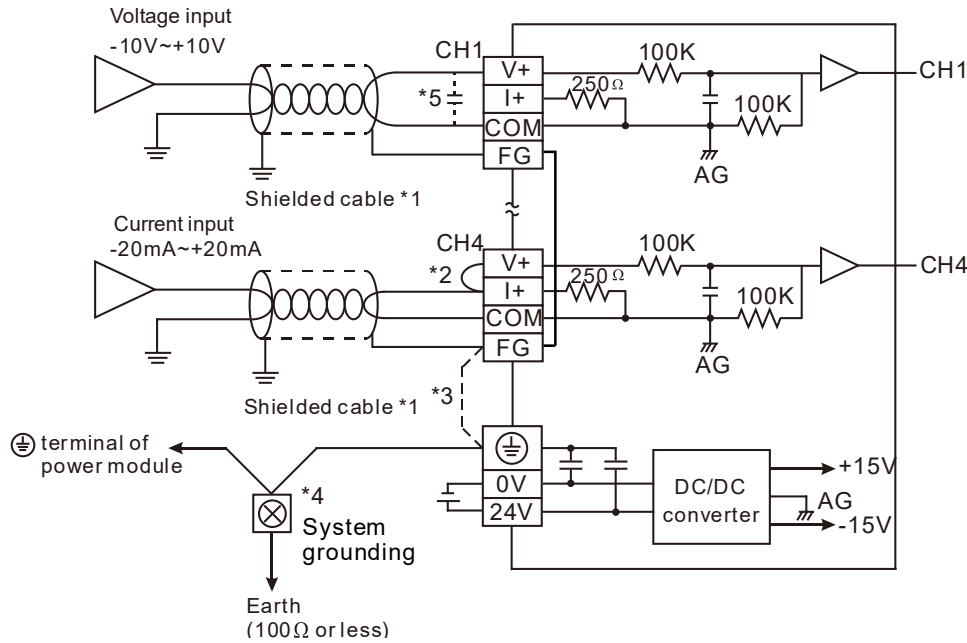 Voltage input
-10V~+10V
CH1
V+
I+
COM
FG
*5
250Ω
100K
100K
CH1
AG
Shielded cable *1
Current input
-20mA~+20mA
CH4
*2
V+
I+
COM
FG
250Ω
100K
100K
CH4
AG
Shielded cable *1
*3
terminal of
power module
*4
System
grounding
Earth
(100Ω or less)
0V
24V
DC/DC
converter
+15V
AG
-15V